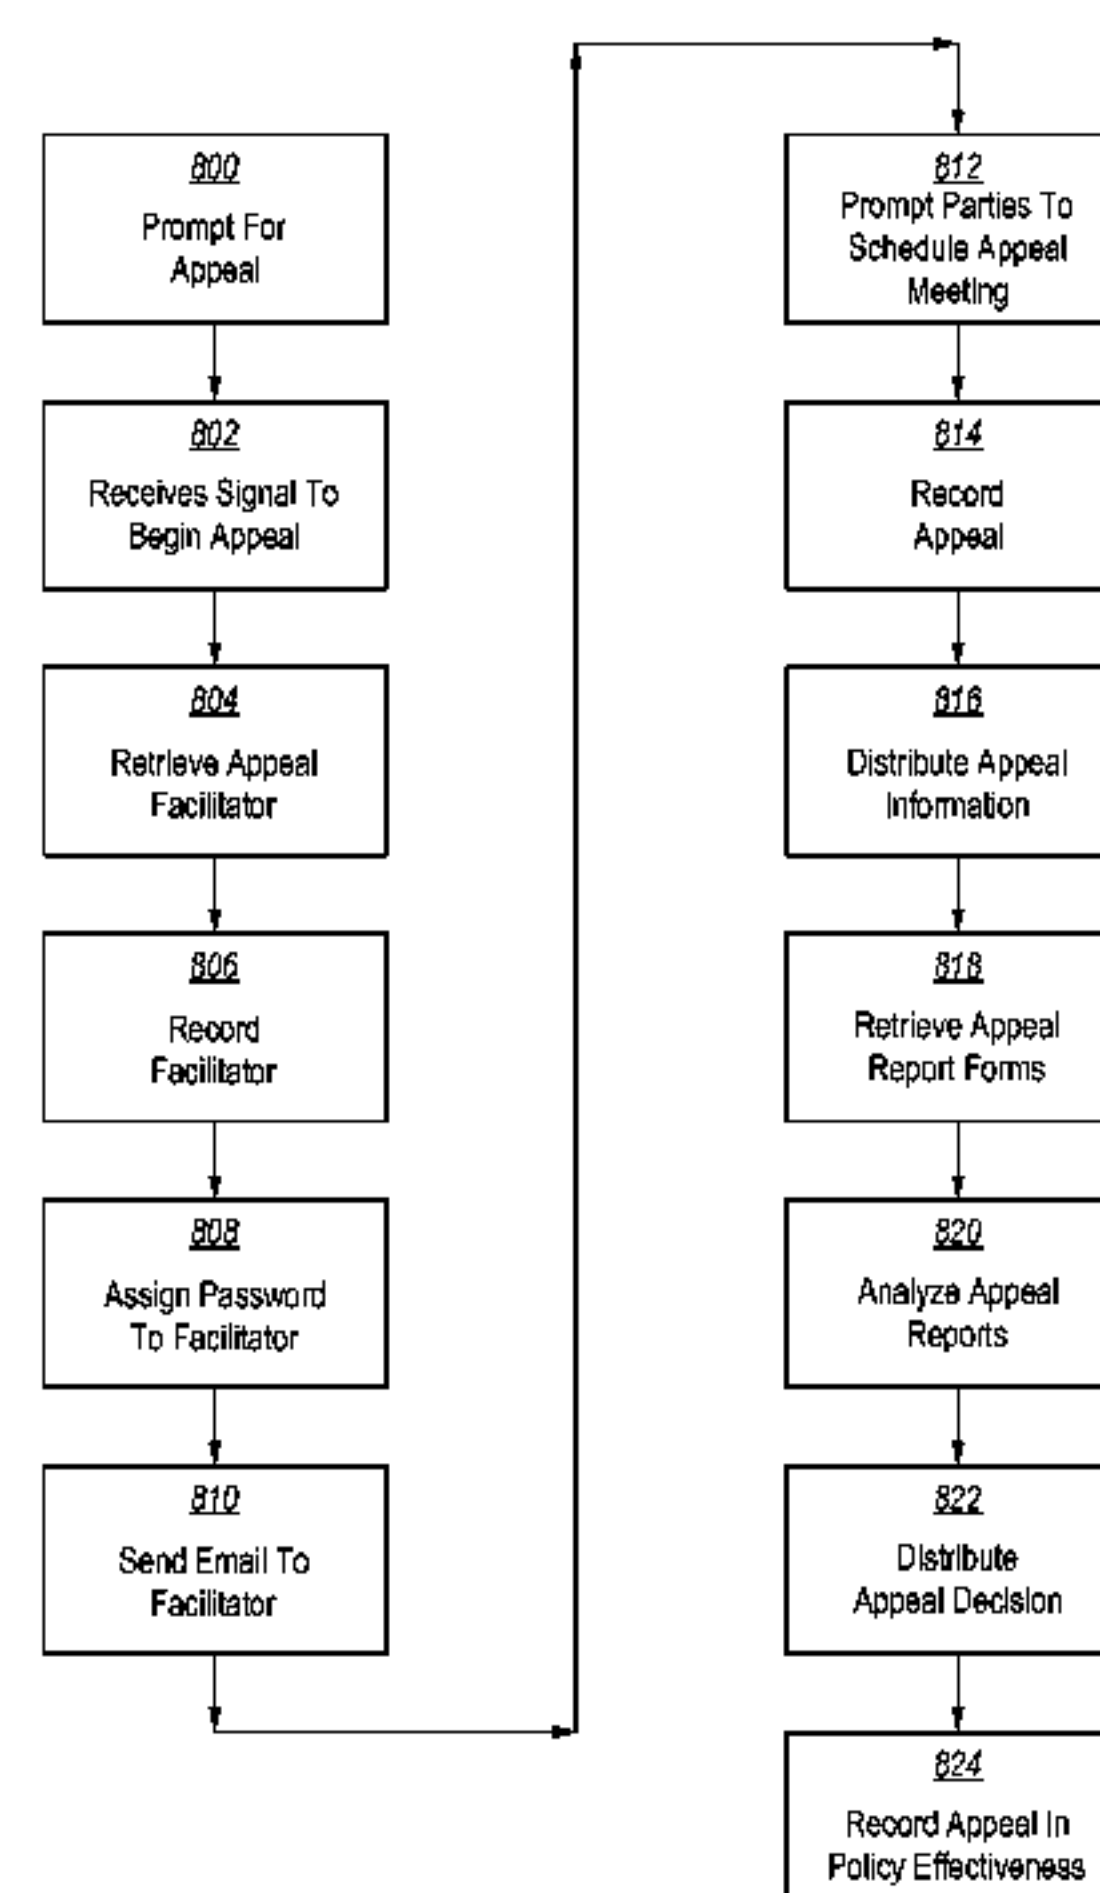 800
Prompt For
Appeal
802
Receives Signal To
Begin Appeal
804
Retrieve Appeal
Facilitator
806
Record
Facilitator
808
Assign Password
To Facilitator
810
Send Email To
Facilitator
812
Prompt Parties To
Schedule Appeal
Meeting
814
Record
Appeal
816
Distribute Appeal
Information
818
Retrieve Appeal
Report Forms
820
Analyze Appeal
Reports
822
Distribute
Appeal Decision
824
Record Appeal In
Policy Effectiveness